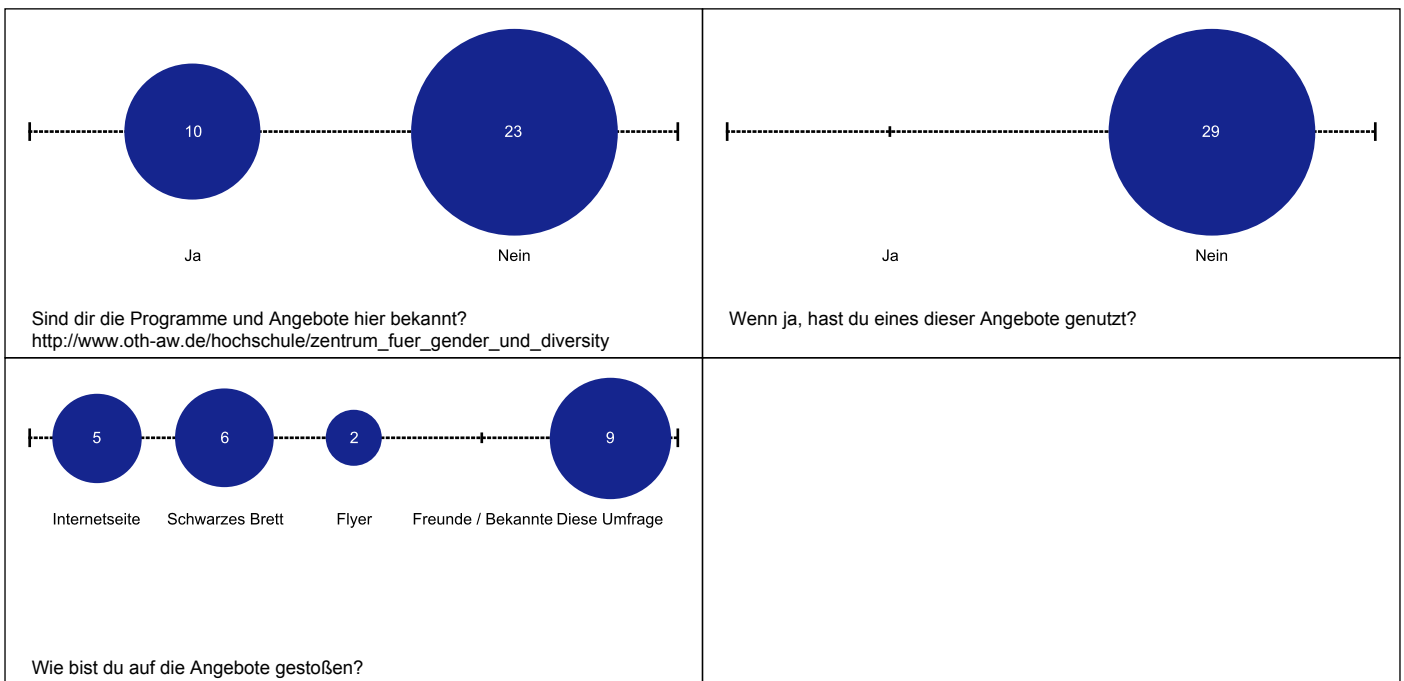 10
23
Ja
Nein
Sind dir die Programme und Angebote hier bekannt?
http://www.oth-aw.de/hochschule/zentrum_fuer_gender_und_diversity
29
Ja
Nein
Wenn ja, hast du eines dieser Angebote genutzt?
5
6
2
9
Internetseite
Schwarzes Brett
Flyer
Freunde / Bekannte
Diese Umfrage
Wie bist du auf die Angebote gestoßen?